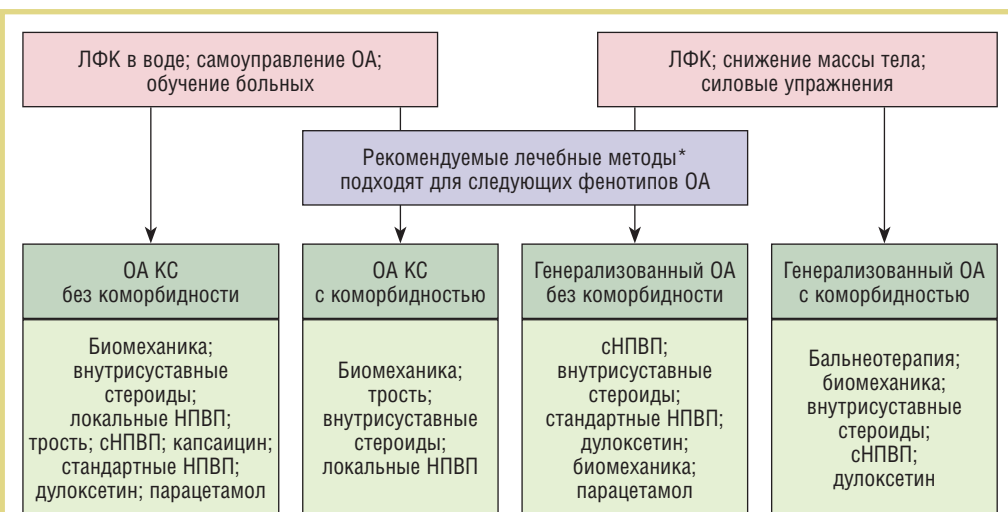 ЛФК в воде; самоуправление ОА;
обучение больных
ЛФК; снижение массы тела;
силовые упражнения
Рекомендуемые лечебные методы*
подходят для следующих фенотипов ОА
ОА КС
без коморбидности
ОА КС
с коморбидностью
Генерализованный ОА
без коморбидности
Генерализованный ОА
с коморбидностью
Биомеханика;
внутрисуставные
стероиды;
локальные НПВП;
трость; сНПВП; капсаицин;
стандартные НПВП;
дулоксетин; парацетамол
Биомеханика;
трость;
внутрисуставные
стероиды;
локальные НПВП
сНПВП;
внутрисуставные
стероиды;
стандартные НПВП;
дулоксетин;
биомеханика;
парацетамол
Бальнеотерапия;
биомеханика;
внутрисуставные
стероиды;
сНПВП;
дулоксетин